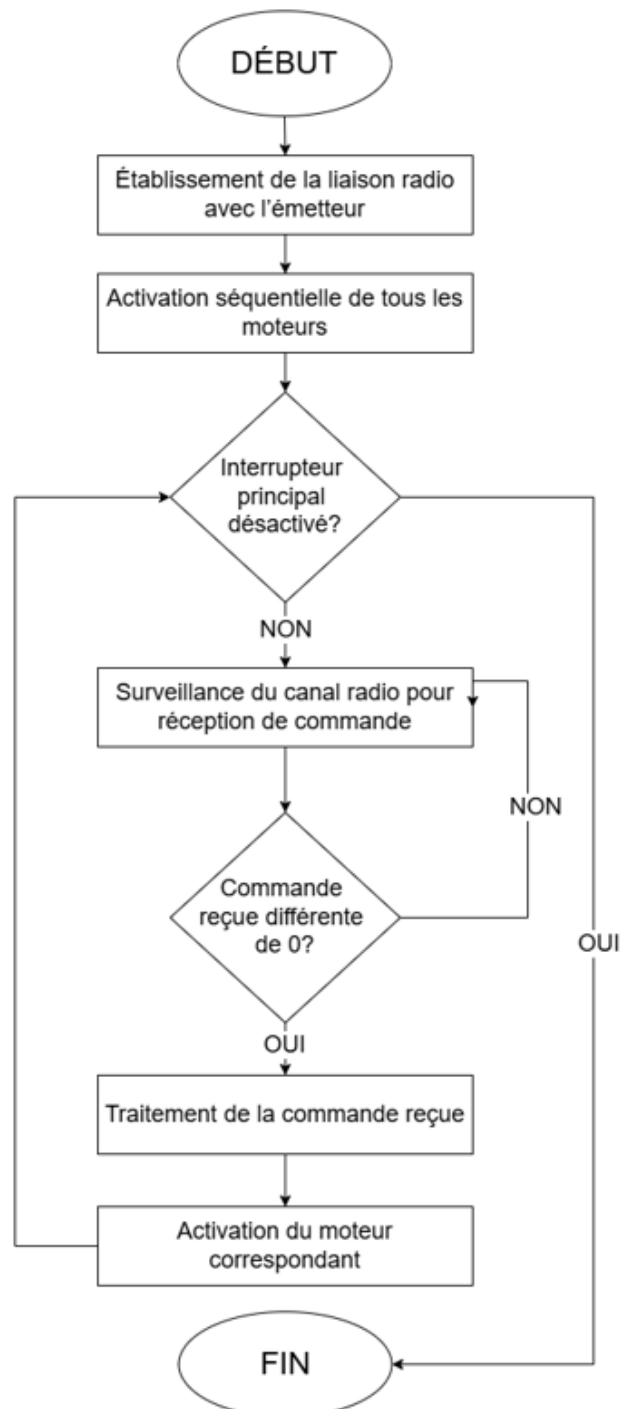 DÉBUT
Établissement de la liaison radio
avec l'émetteur
Activation séquentielle de tous les
moteurs
Interrupteur
principal
désactivé?
NON
Surveillance du canal radio pour
réception de commande
NON
Commande
reçue différente
de 0?
OUI
OUI
Traitement de la commande reçue
Activation du moteur
correspondant
FIN